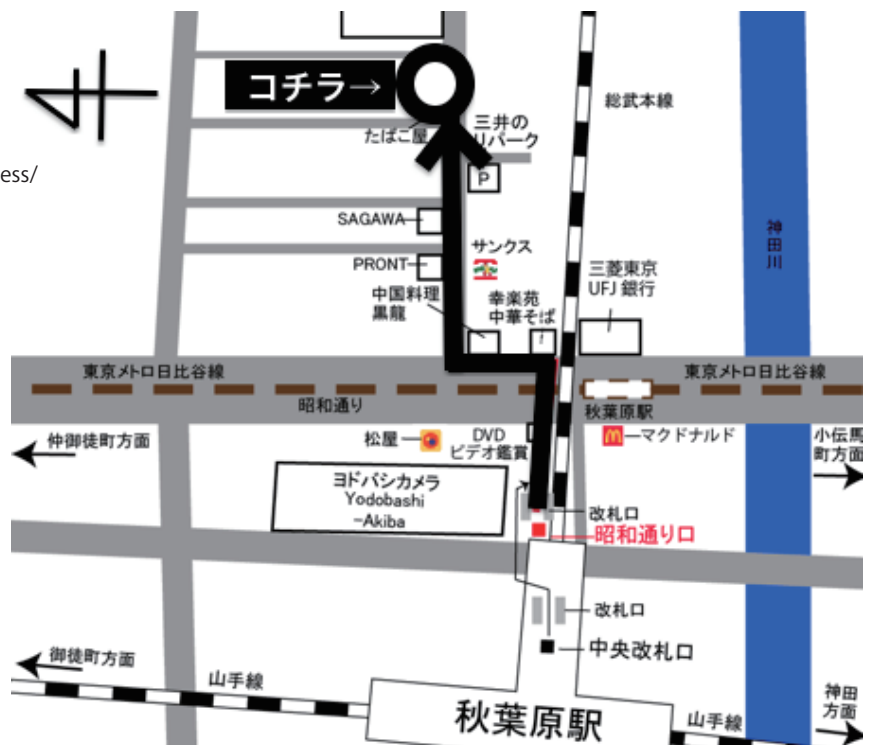 コチラ→
総武本線
たばこ屋
三井の
リパーク
P
ess/
SAGAWA
PRONT
サンクス
神田川
中国料理
黒龍
幸楽苑
中華そば
三菱東京
UFJ 銀行
東京メトロ日比谷線
東京メトロ日比谷線
昭和通り
秋葉原駅
仲御徒町方面
松屋
DVD
ビデオ鑑賞
マクドナルド
小伝馬
町方面
ヨドバシカメラ
Yodobashi
-Akiba
改札口
昭和通り口
改札口
中央改札口
御徒町方面
山手線
秋葉原駅
山手線
神田
方面